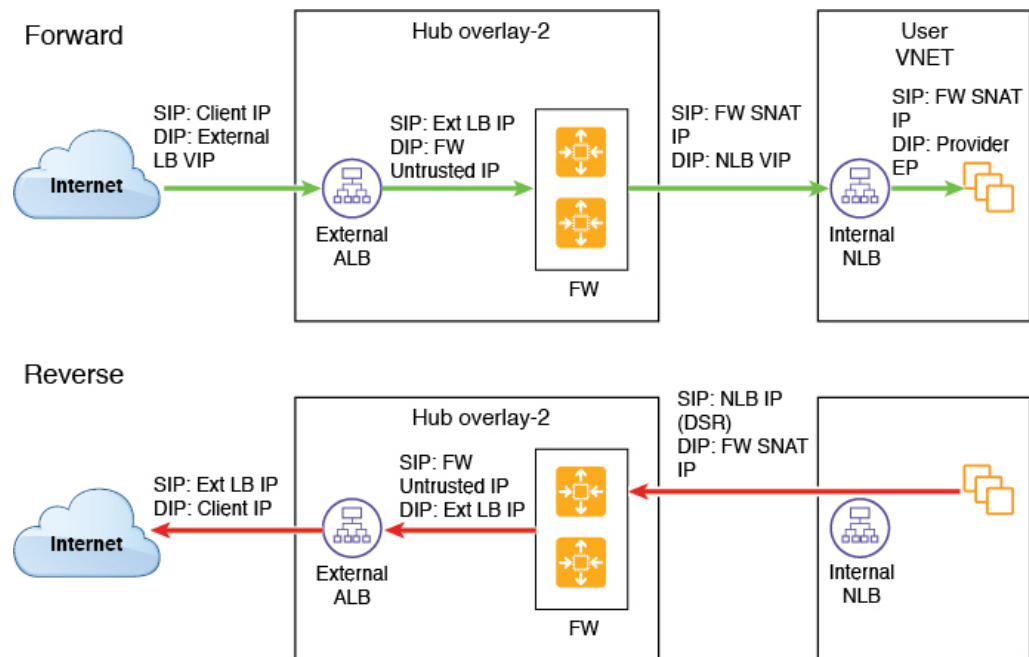 Forward
Hub overlay-2
User
VNET
SIP: Client IP
DIP: External
LB VIP
SIP: Ext LB IP
DIP: FW
Untrusted IP
SIP: FW SNAT
IP
DIP: NLB VIP
SIP: FW SNAT
IP
DIP: Provider
EP
Internet
External
ALB
FW
Internal
NLB
Reverse
Hub overlay-2
SIP: NLB IP
(DSR)
DIP: FW SNAT
IP
SIP: FW
Untrusted IP
DIP: Ext LB IP
SIP: Ext LB IP
DIP: Client IP
Internet
External
ALB
FW
Internal
NLB